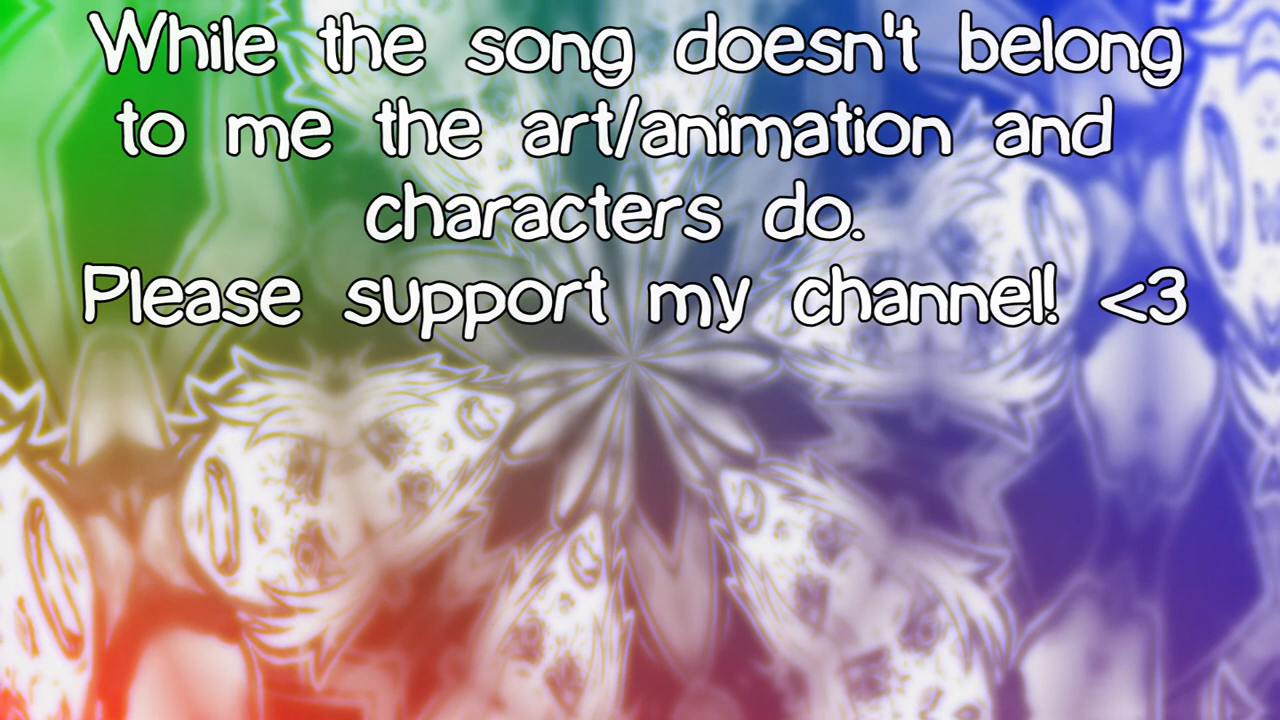 While the song doesn't belong
to me the art/animation and
characters do.
Please support my channel! <3